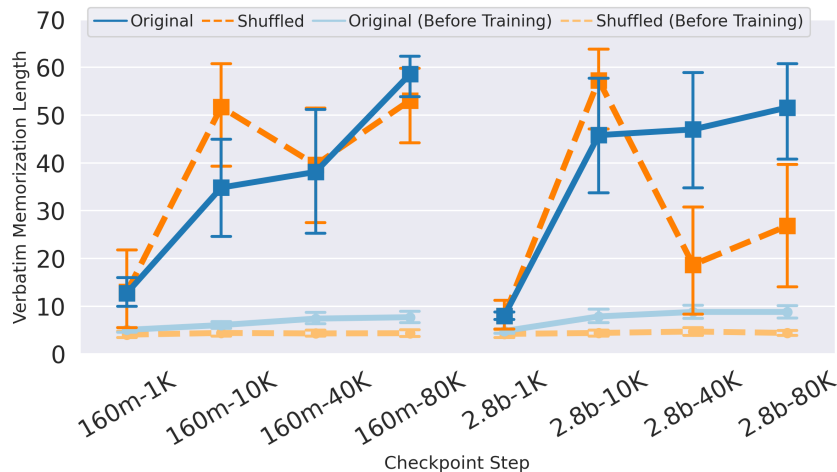 Original Shuffled Original (Before Training) Shuffled (Before Training)
Verbatim Memorization Length
70
60
50
40
30
20
10
0
160m-1K
160m-10K
160m-40K
160m-80K
2.8b-1K
2.8b-10K
2.8b-40K
2.8b-80K
Checkpoint Step